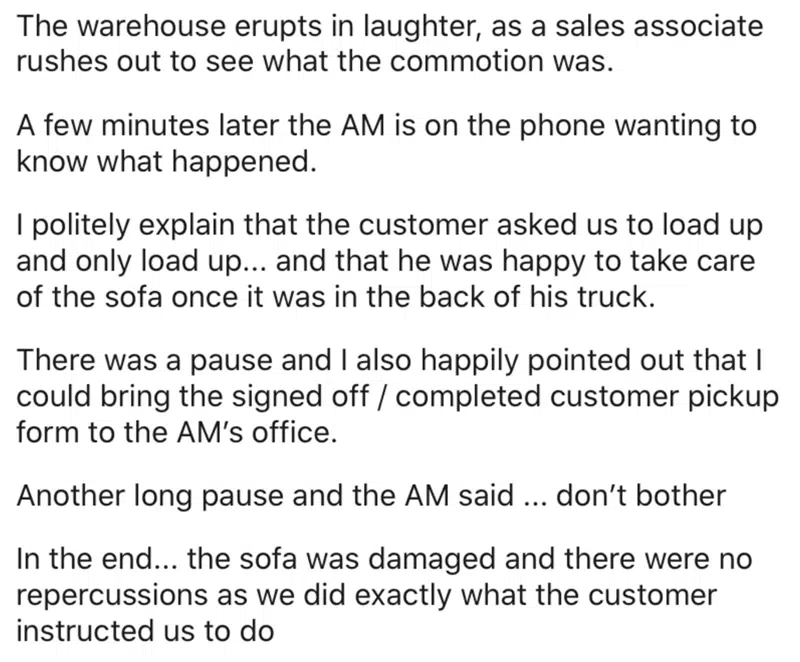 The warehouse erupts in laughter, as a sales associate
rushes out to see what the commotion was.
A few minutes later the AM is on the phone wanting to
know what happened.
I politely explain that the customer asked us to load up
and only load up... and that he was happy to take care
of the sofa once it was in the back of his truck.
There was a pause and I also happily pointed out that I
could bring the signed off / completed customer pickup
form to the AM’s office.
Another long pause and the AM said ... don’t bother
In the end... the sofa was damaged and there were no
repercussions as we did exactly what the customer
instructed us to do